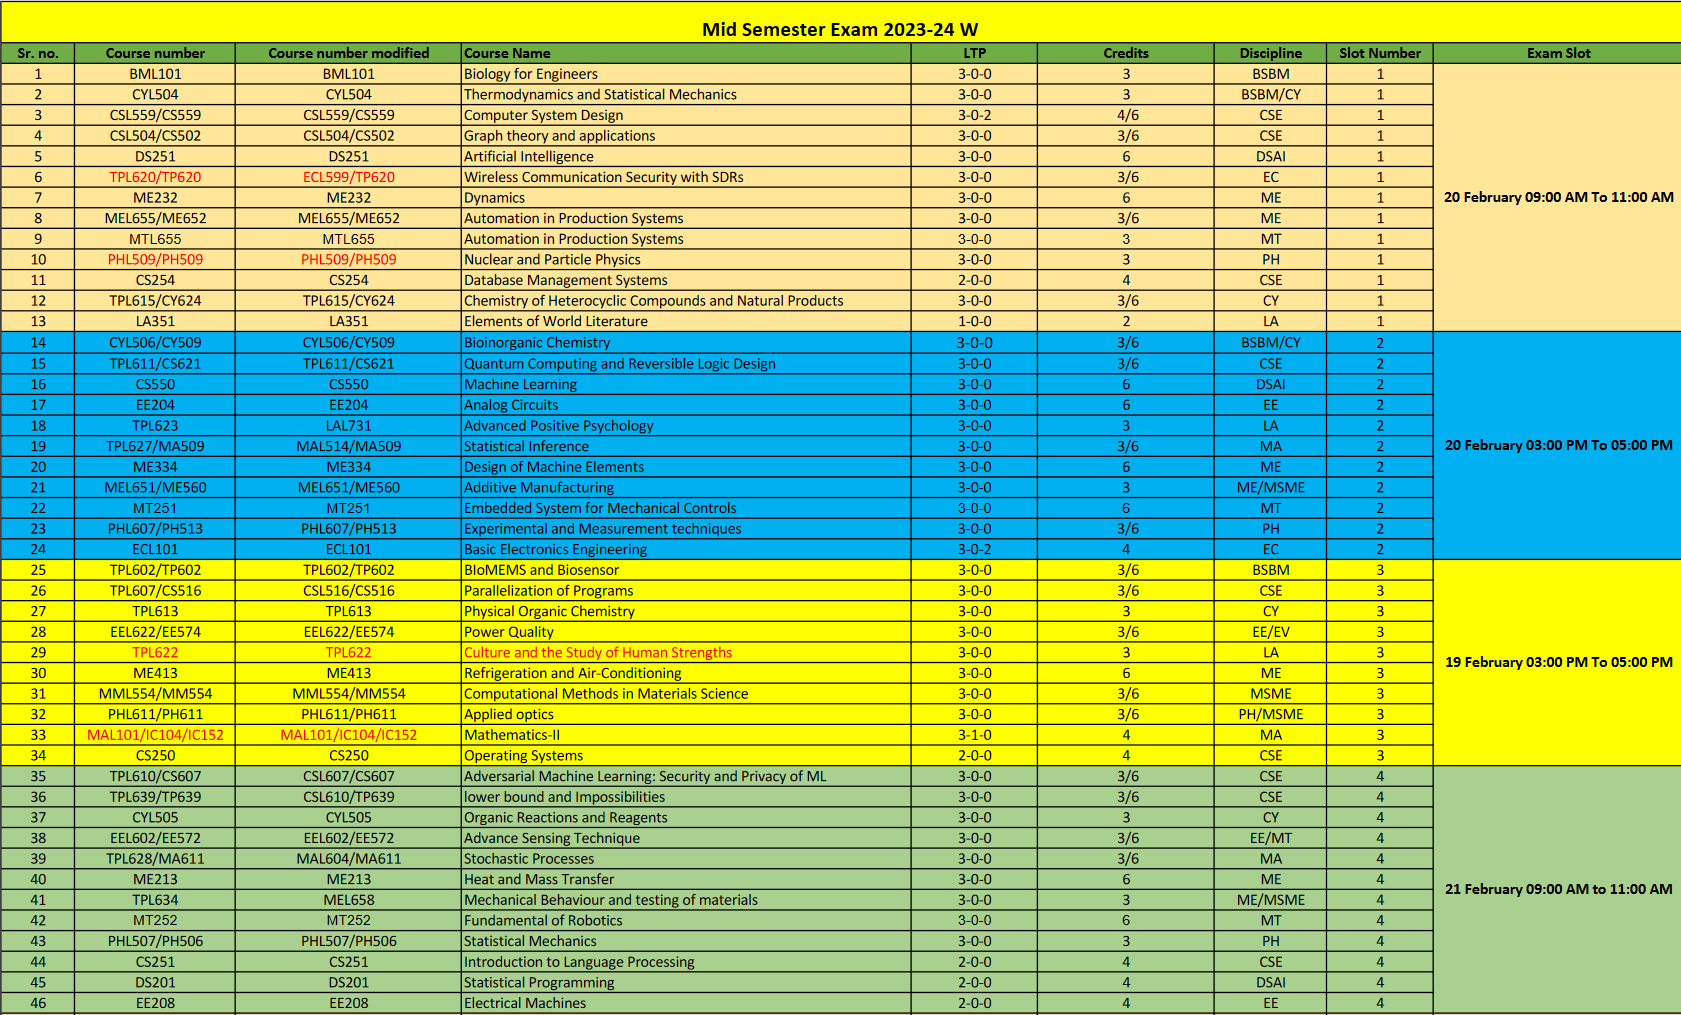 Mid Semester Exam 2023-24 W
Sr. no. Course number Course number modified Course Name LTP Credits Discipline Slot Number Exam Slot
1 BML101 BML101 Biology for Engineers 3-0-0 3 BSBM 1
2 CYL504 CYL504 Thermodynamics and Statistical Mechanics 3-0-0 3 BSBM/CY 1
3 CSL559/CS559 CSL559/CS559 Computer System Design 3-0-2 4/6 CSE 1
4 CSL504/CS502 CSL504/CS502 Graph theory and applications 3-0-0 3/6 CSE 1
5 DS251 DS251 Artificial Intelligence 3-0-0 6 DSAI 1
6 TPL620/TP620 ECL599/TP620 Wireless Communication Security with SDRs 3-0-0 3/6 EC 1
7 ME232 ME232 Dynamics 3-0-0 6 ME 1 20 February 09:00 AM To 11:00 AM
8 MEL655/ME652 MEL655/ME652 Automation in Production Systems 3-0-0 3/6 ME 1
9 MTL655 MTL655 Automation in Production Systems 3-0-0 3 MT 1
10 PHL509/PH509 PHL509/PH509 Nuclear and Particle Physics 3-0-0 3 PH 1
11 CS254 CS254 Database Management Systems 2-0-0 4 CSE 1
12 TPL615/CY624 TPL615/CY624 Chemistry of Heterocyclic Compounds and Natural Products 3-0-0 3/6 CY 1
13 LA351 LA351 Elements of World Literature 1-0-0 2 LA 1
14 CYL506/CY509 CYL506/CY509 Bioinorganic Chemistry 3-0-0 3/6 BSBM/CY 2
15 TPL611/CS621 TPL611/CS621 Quantum Computing and Reversible Logic Design 3-0-0 3/6 CSE 2
16 CS550 CS550 Machine Learning 3-0-0 6 DSAI 2
17 EE204 EE204 Analog Circuits 3-0-0 6 EE 2
18 TPL623 LAL731 Advanced Positive Psychology 3-0-0 3 LA 2
19 TPL627/MA509 MAL514/MA509 Statistical Inference 3-0-0 3/6 MA 2 20 February 03:00 PM To 05:00 PM
20 ME334 ME334 Design of Machine Elements 3-0-0 6 ME 2
21 MEL651/ME560 MEL651/ME560 Additive Manufacturing 3-0-0 3 ME/MSME 2
22 MT251 MT251 Embedded System for Mechanical Controls 3-0-0 6 MT 2
23 PHL607/PH513 PHL607/PH513 Experimental and Measurement techniques 3-0-0 3/6 PH 2
24 ECL101 ECL101 Basic Electronics Engineering 3-0-2 4 EC 2
25 TPL602/TP602 TPL602/TP602 BIoMEMS and Biosensor 3-0-0 3/6 BSBM 3
26 TPL607/CS516 CSL516/CS516 Parallelization of Programs 3-0-0 3/6 CSE 3
27 TPL613 TPL613 Physical Organic Chemistry 3-0-0 3 CY 3
28 EEL622/EE574 EEL622/EE574 Power Quality 3-0-0 3/6 EE/EV 3
29 TPL622 TPL622 Culture and the Study of Human Strengths 3-0-0 3 LA 3 19 February 03:00 PM To 05:00 PM
30 ME413 ME413 Refrigeration and Air-Conditioning 3-0-0 6 ME 3
31 MML554/MM554 MML554/MM554 Computational Methods in Materials Science 3-0-0 3/6 MSME 3
32 PHL611/PH611 PHL611/PH611 Applied optics 3-0-0 3/6 PH/MSME 3
33 MAL101/IC104/IC152 MAL101/IC104/IC152 Mathematics-II 3-1-0 4 MA 3
34 CS250 CS250 Operating Systems 2-0-0 4 CSE 3
35 TPL610/CS607 CSL607/CS607 Adversarial Machine Learning: Security and Privacy of ML 3-0-0 3/6 CSE 4
36 TPL639/TP639 CSL610/TP639 lower bound and Impossibilities 3-0-0 3/6 CSE 4
37 CYL505 CYL505 Organic Reactions and Reagents 3-0-0 3 CY 4
38 EEL602/EE572 EEL602/EE572 Advance Sensing Technique 3-0-0 3/6 EE/MT 4
39 TPL628/MA611 MAL604/MA611 Stochastic Processes 3-0-0 3/6 MA 4
40 ME213 ME213 Heat and Mass Transfer 3-0-0 6 ME 4 21 February 09:00 AM to 11:00 AM
41 TPL634 MEL658 Mechanical Behaviour and testing of materials 3-0-0 3 ME/MSME 4
42 MT252 MT252 Fundamental of Robotics 3-0-0 6 MT 4
43 PHL507/PH506 PHL507/PH506 Statistical Mechanics 3-0-0 3 PH 4
44 CS251 CS251 Introduction to Language Processing 2-0-0 4 CSE 4
45 DS201 DS201 Statistical Programming 2-0-0 4 DSAI 4
46 EE208 EE208 Electrical Machines 2-0-0 4 EE 4